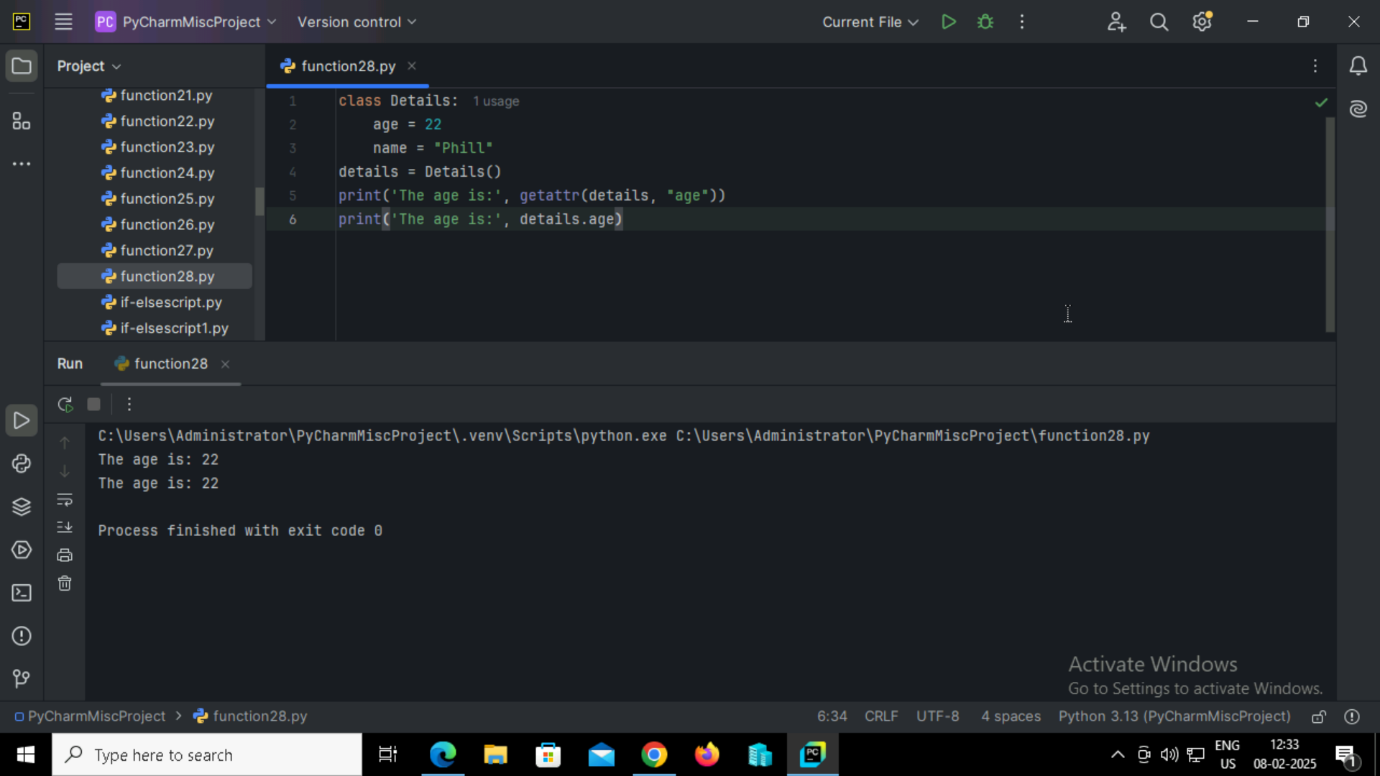 PC PC PyCharmMiscProject Version control Current File
Project function28.py
function21.py
function22.py
function23.py
function24.py
function25.py
function26.py
function27.py
function28.py
if-elsescript.py
if-elsescript1.py
1 class Details: 1 usage
2 age = 22
3 name = "Phill"
4 details = Details()
5 print('The age is:', getattr(details, "age"))
6 print('The age is:', details.age)
Run function28
C:\Users\Administrator\PyCharmMiscProject\.venv\Scripts\python.exe C:\Users\Administrator\PyCharmMiscProject\function28.py
The age is: 22
The age is: 22
Process finished with exit code 0
Activate Windows
Go to Settings to activate Windows.
PyCharmMiscProject > function28.py 6:34 CRLF UTF-8 4 spaces Python 3.13 (PyCharmMiscProject)
Type here to search PC ENG US 12:33 08-02-2025 1